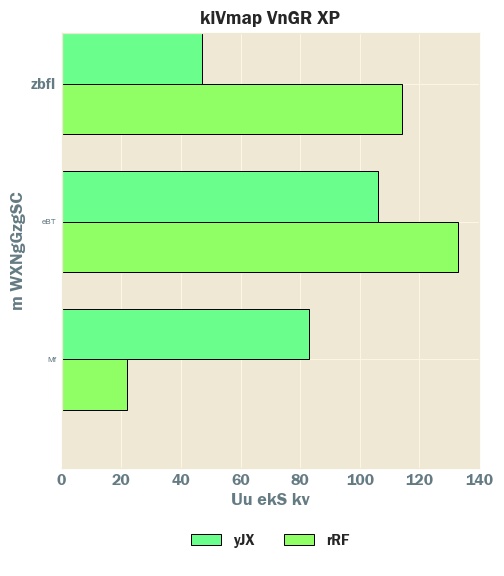 klVmap VnGR XP
zbfl
eBT
Mf
m WXNgGzgSC
0 20 40 60 80 100 120 140
Uu ekS kv
yJX rRF